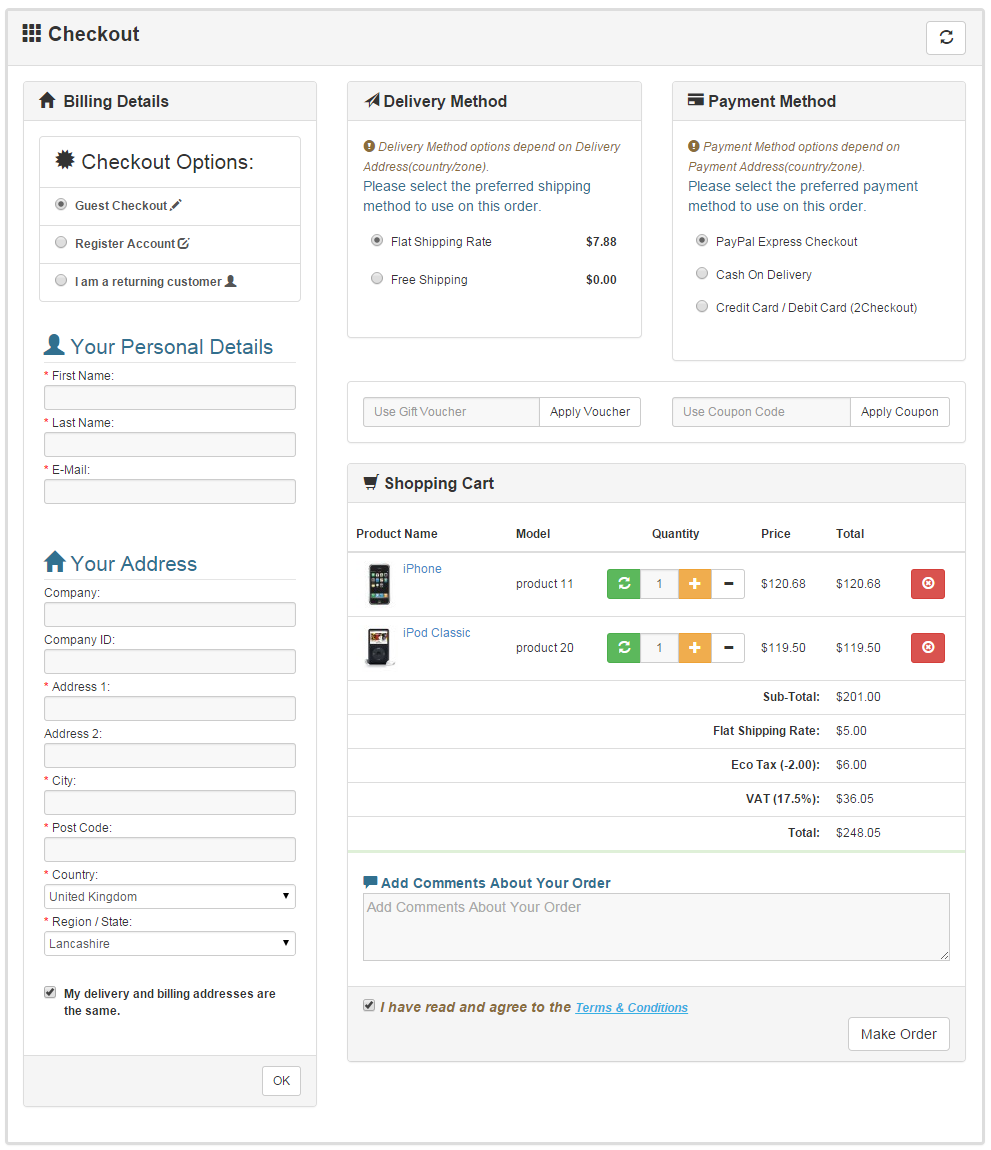 Checkout
Billing Details
Checkout Options:
Guest Checkout
Register Account
I am a returning customer
Your Personal Details
* First Name:
* Last Name:
* E-Mail:
Your Address
Company:
Company ID:
* Address 1:
Address 2:
* City:
* Post Code:
* Country:
United Kingdom
* Region / State:
Lancashire
My delivery and billing addresses are
the same.
OK
Delivery Method
Delivery Method options depend on Delivery
Address(country/zone).
Please select the preferred shipping
method to use on this order.
Flat Shipping Rate $7.88
Free Shipping $0.00
Payment Method
Payment Method options depend on
Payment Address(country/zone).
Please select the preferred payment
method to use on this order.
PayPal Express Checkout
Cash On Delivery
Credit Card / Debit Card (2Checkout)
Use Gift Voucher Apply Voucher Use Coupon Code Apply Coupon
Shopping Cart
Product Name Model Quantity Price Total
iPhone product 11 1 $120.68 $120.68
iPod Classic product 20 1 $119.50 $119.50
Sub-Total: $201.00
Flat Shipping Rate: $5.00
Eco Tax (-2.00): $6.00
VAT (17.5%): $36.05
Total: $248.05
Add Comments About Your Order
Add Comments About Your Order
I have read and agree to the Terms & Conditions
Make Order